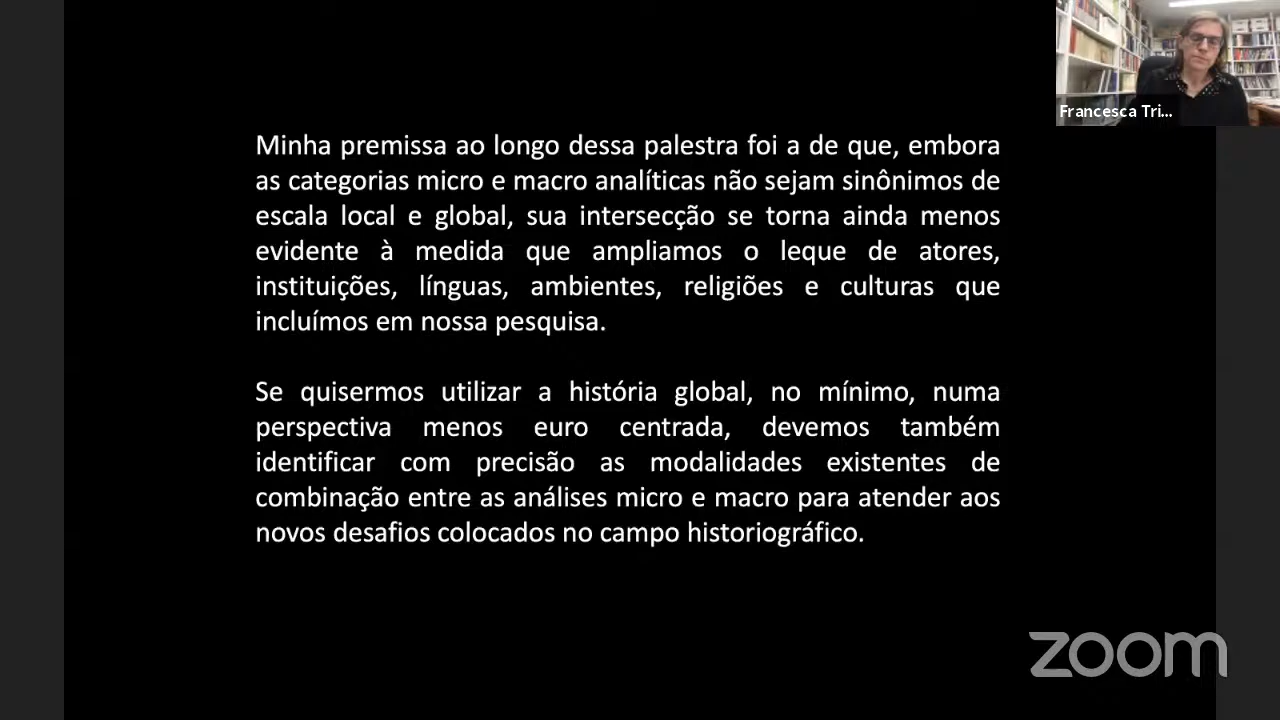 Francesca Tri...
Minha premissa ao longo dessa palestra foi a de que, embora
as categorias micro e macro analíticas não sejam sinônimos de
escala local e global, sua intersecção se torna ainda menos
evidente à medida que ampliamos o leque de atores,
instituições, línguas, ambientes, religiões e culturas que
incluímos em nossa pesquisa.
Se quisermos utilizar a história global, no mínimo, numa
perspectiva menos euro centrada, devemos também
identificar com precisão as modalidades existentes de
combinação entre as análises micro e macro para atender aos
novos desafios colocados no campo historiográfico.
zoom